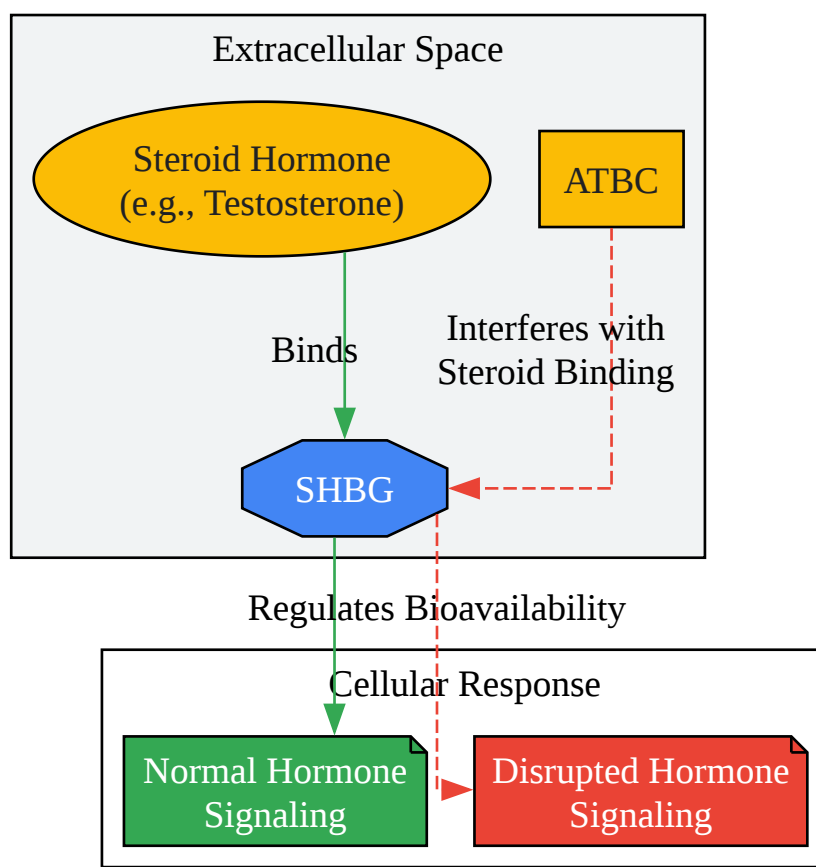 Extracellular Space
Steroid Hormone
(e.g., Testosterone)
ATBC
Interferes with
Steroid Binding
Binds
SHBG
Regulates Bioavailability
Cellular Response
Normal Hormone
Signaling
Disrupted Hormone
Signaling